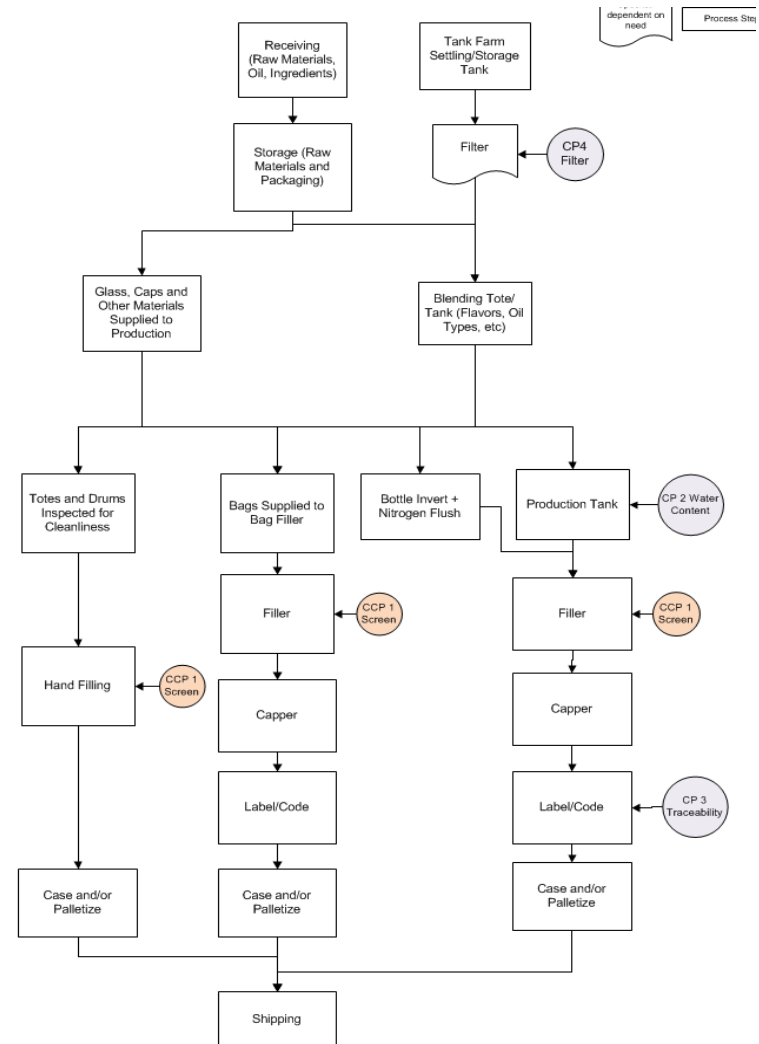 dependent on
need
Process
Receiving
(Raw Materials,
Oil, Ingredients)
Tank Farm
Settling/Storage
Tank
Storage (Raw
Materials and
Packaging)
Filter
CP4
Filter
Glass, Caps and
Other Materials
Supplied to
Production
Blending Tote/
Tank (Flavors, Oil
Types, etc)
Totes and Drums
Inspected for
Cleanliness
Bags Supplied to
Bag Filler
Bottle Invert +
Nitrogen Flush
Production Tank
CP 2 Water
Content
Filler
CCP 1
Screen
Filler
CCP 1
Screen
Hand Filling
CCP 1
Screen
Capper
Capper
Label/Code
Label/Code
CP 3
Traceability
Case and/or
Palletize
Case and/or
Palletize
Case and/or
Palletize
Shipping